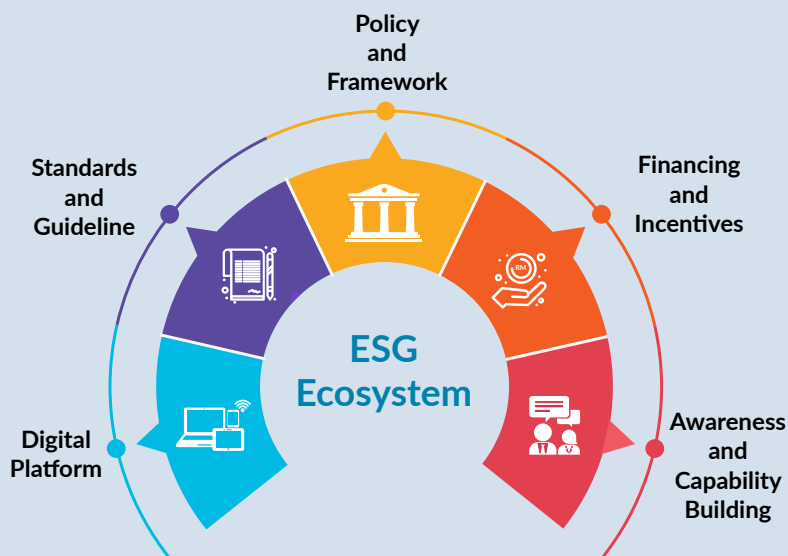 Policy
and
Framework
Standards
and
Guideline
Financing
and
Incentives
RM
ESG
Ecosystem
Digital
Platform
Awareness
and
Capability
Building